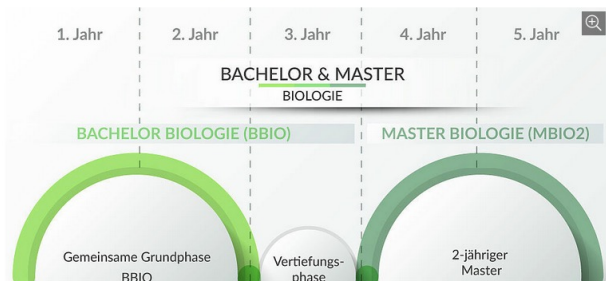 1. Jahr
2. Jahr
3. Jahr
4. Jahr
5. Jahr
BACHELOR & MASTER
BIOLOGIE
BACHELOR BIOLOGIE (BBIO)
MASTER BIOLOGIE (MBIO2)
Gemeinsame Grundphase
BBIO
Vertiefungs-
phase
2-jähriger
Master